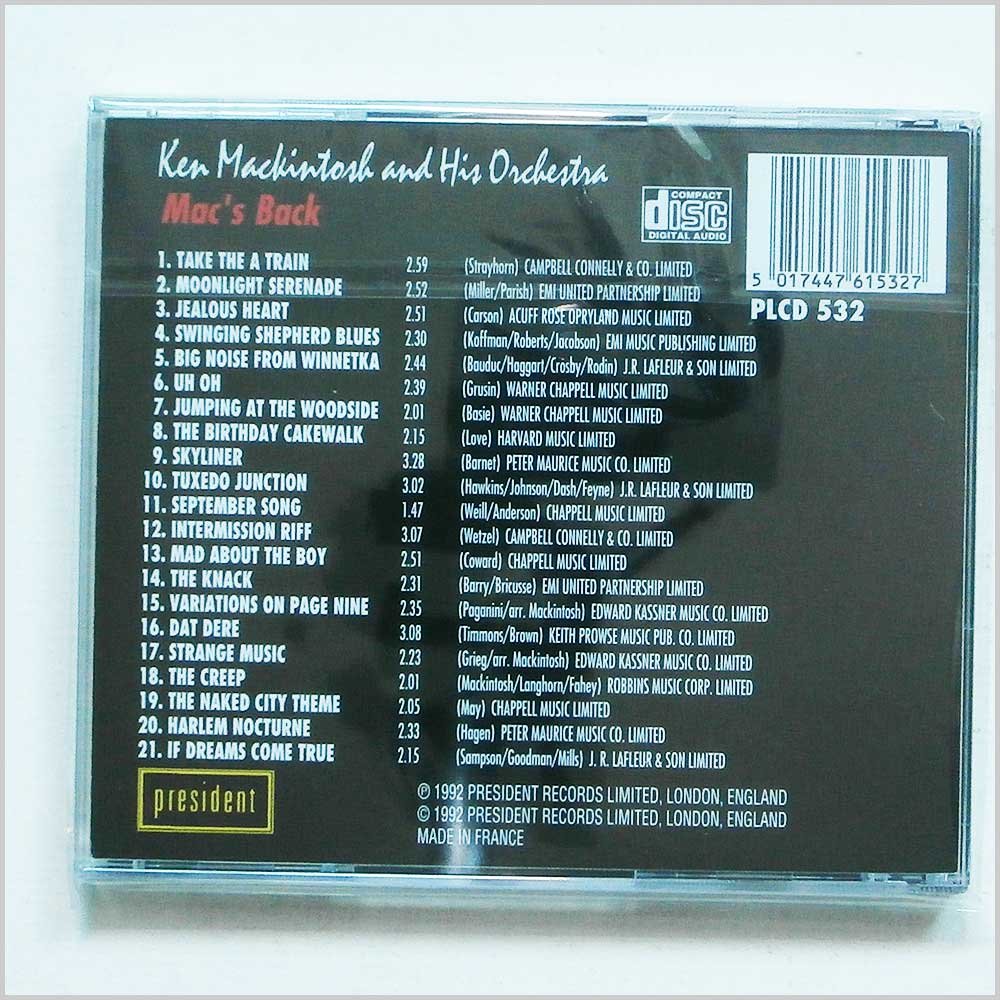 Ken Mackintosh and His Orchestra
Mac's Back
COMPACT
disc
DIGITAL AUDIO
5 017447 615327
PLCD 532
1. TAKE THE A TRAIN 2.59 (Strayhorn) CAMPBELL CONNELLY & CO. LIMITED
2. MOONLIGHT SERENADE 2.52 (Miller/Parish) EMI UNITED PARTNERSHIP LIMITED
3. JEALOUS HEART 2.51 (Carson) ACUFF ROSE OPRYLAND MUSIC LIMITED
4. SWINGING SHEPHERD BLUES 2.30 (Koffman/Roberts/Jacobson) EMI MUSIC PUBLISHING LIMITED
5. BIG NOISE FROM WINNETKA 2.44 (Bauduc/Haggart/Crosby/Rodin) J.R. LAFLEUR & SON LIMITED
6. UH OH 2.39 (Grusin) WARNER CHAPPELL MUSIC LIMITED
7. JUMPING AT THE WOODSIDE 2.01 (Basie) WARNER CHAPPELL MUSIC LIMITED
8. THE BIRTHDAY CAKEWALK 2.15 (Love) HARVARD MUSIC LIMITED
9. SKYLINER 3.28 (Barnet) PETER MAURICE MUSIC CO. LIMITED
10. TUXEDO JUNCTION 3.02 (Hawkins/Johnson/Dash/Feyne) J.R. LAFLEUR & SON LIMITED
11. SEPTEMBER SONG 1.47 (Weill/Anderson) CHAPPELL MUSIC LIMITED
12. INTERMISSION RIFF 3.07 (Wetzel) CAMPBELL CONNELLY & CO. LIMITED
13. MAD ABOUT THE BOY 2.51 (Coward) CHAPPELL MUSIC LIMITED
14. THE KNACK 2.31 (Barry/Bricusse) EMI UNITED PARTNERSHIP LIMITED
15. VARIATIONS ON PAGE NINE 2.35 (Paganini/arr. Mackintosh) EDWARD KASSNER MUSIC CO. LIMITED
16. DAT DERE 3.08 (Timmons/Brown) KEITH PROWSE MUSIC PUB. CO. LIMITED
17. STRANGE MUSIC 2.23 (Grieg/arr. Mackintosh) EDWARD KASSNER MUSIC CO. LIMITED
18. THE CREEP 2.01 (Mackintosh/Langhorn/Fahey) ROBBINS MUSIC CORP. LIMITED
19. THE NAKED CITY THEME 2.05 (May) CHAPPELL MUSIC LIMITED
20. HARLEM NOCTURNE 2.33 (Hagen) PETER MAURICE MUSIC CO. LIMITED
21. IF DREAMS COME TRUE 2.15 (Sampson/Goodman/Mills) J. R. LAFLEUR & SON LIMITED
president
℗ 1992 PRESIDENT RECORDS LIMITED, LONDON, ENGLAND
© 1992 PRESIDENT RECORDS LIMITED, LONDON, ENGLAND
MADE IN FRANCE